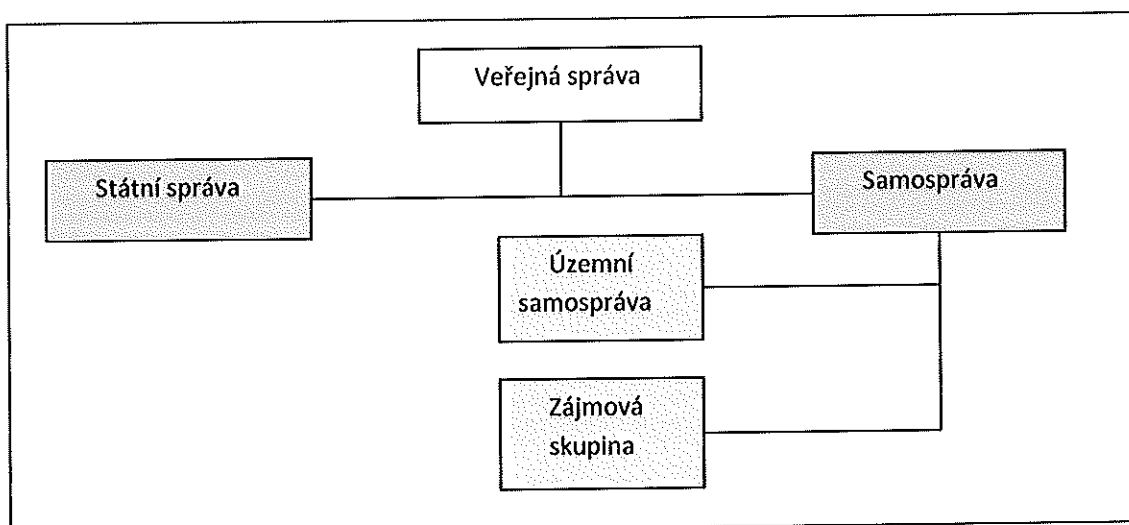 Veřejná správa
Státní správa
Samospráva
Územní
samospráva
Zájmová
skupina